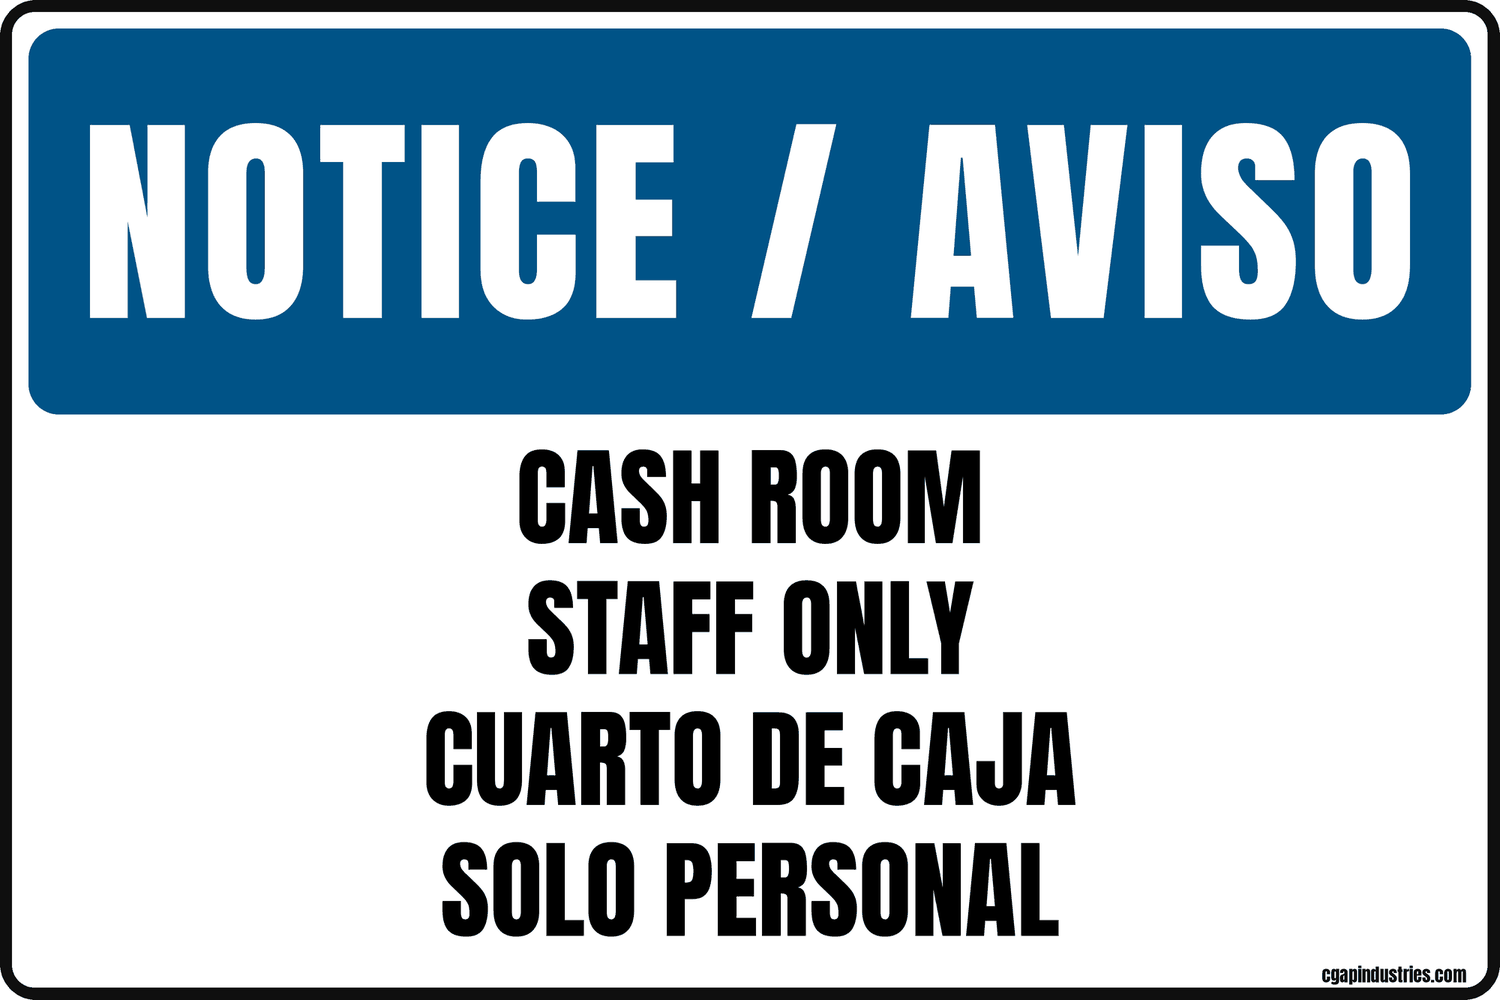 NOTICE / AVISO
CASH ROOM
STAFF ONLY
CUARTO DE CAJA
SOLO PERSONAL
cgapindustries.com